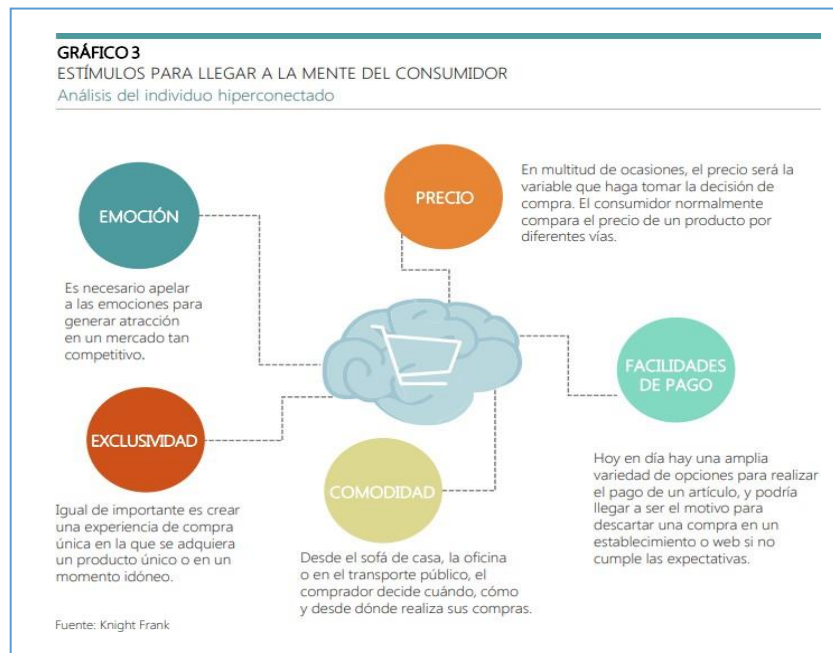 GRÁFICO 3
ESTÍMULOS PARA LLEGAR A LA MENTE DEL CONSUMIDOR
Análisis del individuo hiperconectado
EMOCIÓN
Es necesario apelar
a las emociones para
generar atracción
en un mercado tan
competitivo.
PRECIO
En multitud de ocasiones, el precio será la
variable que haga tomar la decisión de
compra. El consumidor normalmente
compara el precio de un producto por
diferentes vías.
EXCLUSIVIDAD
Igual de importante es crear
una experiencia de compra
única en la que se adquiera
un producto único o en un
momento idóneo.
COMODIDAD
Desde el sofá de casa, la oficina
o en el transporte público, el
comprador decide cuándo, cómo
y desde dónde realiza sus compras.
FACILIDADES
DE PAGO
Hoy en día hay una amplia
variedad de opciones para realizar
el pago de un artículo, y podría
llegar a ser el motivo para
descartar una compra en un
establecimiento o web si no
cumple las expectativas.
Fuente: Knight Frank